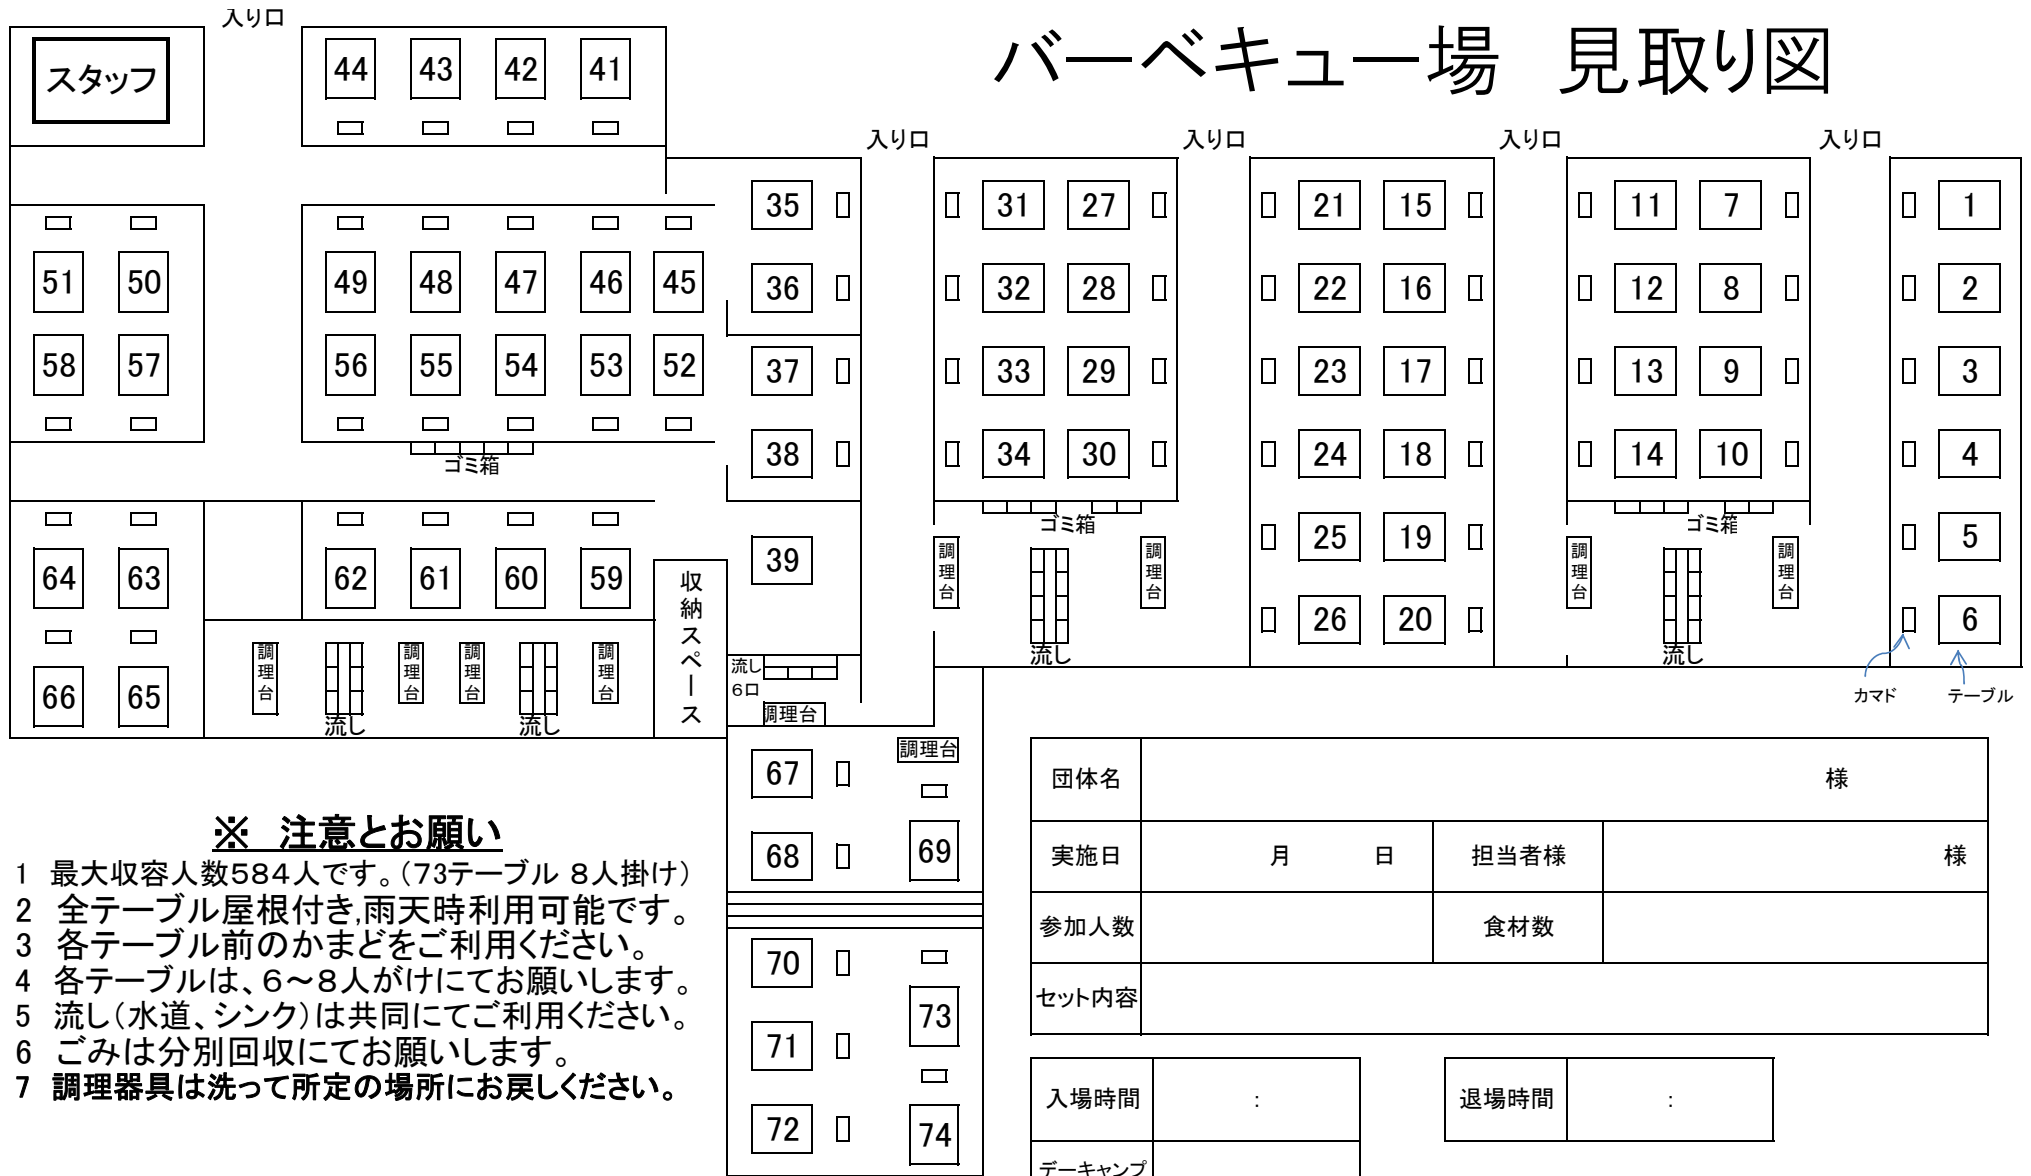 入り口
バーベキュー場　見取り図
スタッフ
44 43 42 41
入り口 入り口 入り口 入り口
35 31 27 21 15 11 7 1
51 50 49 48 47 46 45
36 32 28 22 16 12 8 2
58 57 56 55 54 53 52
37 33 29 23 17 13 9 3
38 34 30 24 18 14 10 4
ゴミ箱
ゴミ箱 ゴミ箱
39 25 19 5
調理台 調理台 調理台 調理台
64 63 62 61 60 59
収納スペース
26 20 6
流し 流し
調理台 調理台 調理台 調理台
流し
6口
66 65
カマド テーブル
調理台
流し 流し
調理台
67
68 69
70
71 73
72 74
※　注意とお願い
1　最大収容人数584人です。(73テーブル 8人掛け)
2　全テーブル屋根付き,雨天時利用可能です。
3　各テーブル前のかまどをご利用ください。
4　各テーブルは、6～8人がけにてお願いします。
5　流し(水道、シンク)は共同にてご利用ください。
6　ごみは分別回収にてお願いします。
7　調理器具は洗って所定の場所にお戻しください。
団体名 様
実施日 月 日 担当者様 様
参加人数 食材数
セット内容
入場時間 : 退場時間 :
デーキャンプ